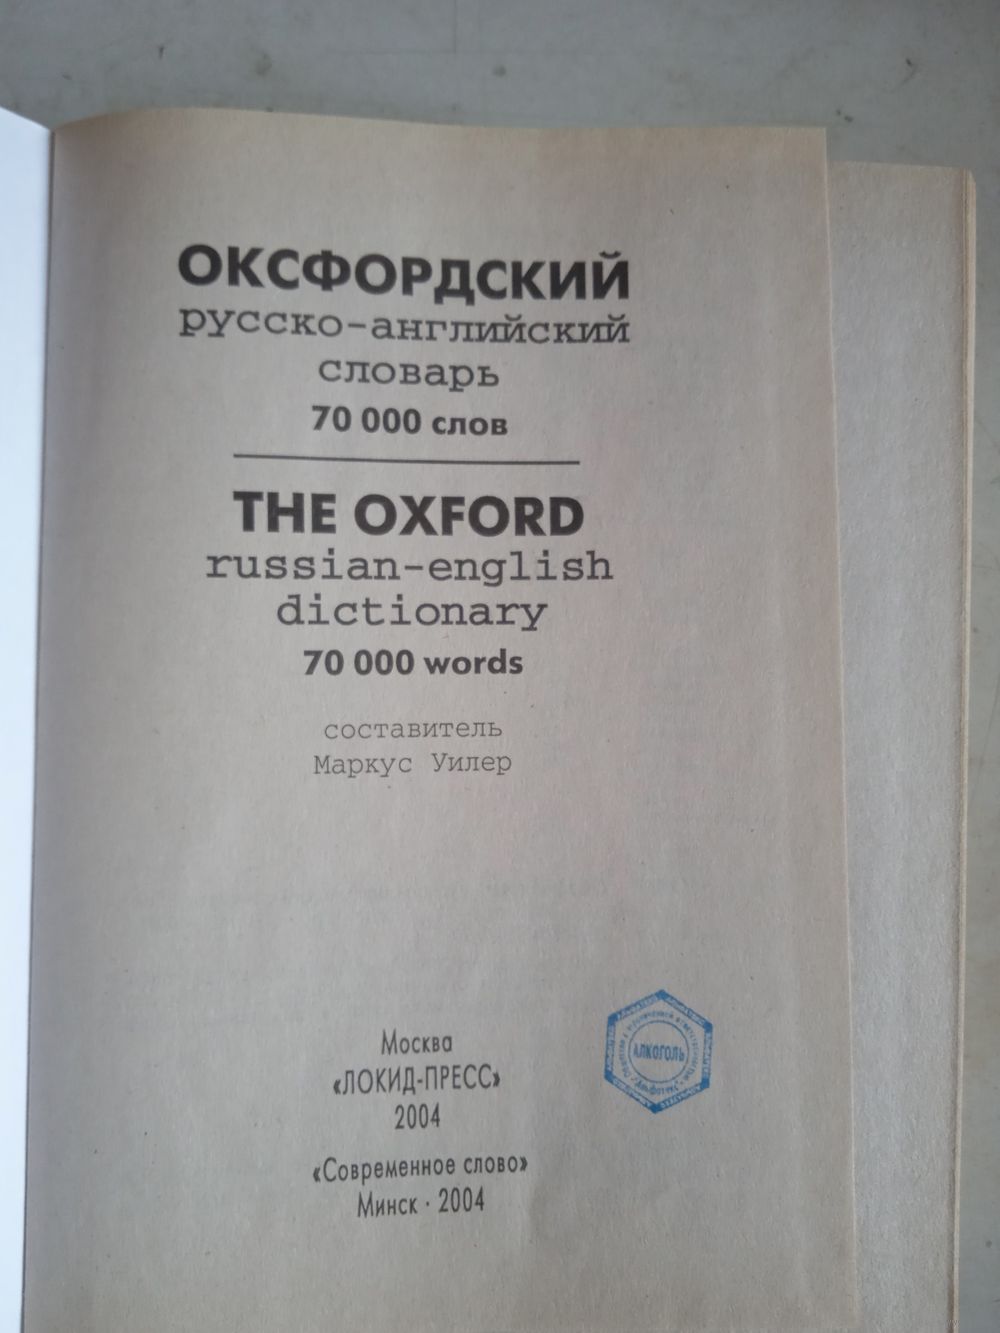 ОКСФОРДСКИЙ
русско-английский
словарь
70 000 слов
THE OXFORD
russian-english
dictionary
70 000 words
составитель
Маркус Уилер
Москва
«ЛОКИД-ПРЕСС»
2004
«Современное слово»
Минск · 2004
АЛКОГОЛЬ